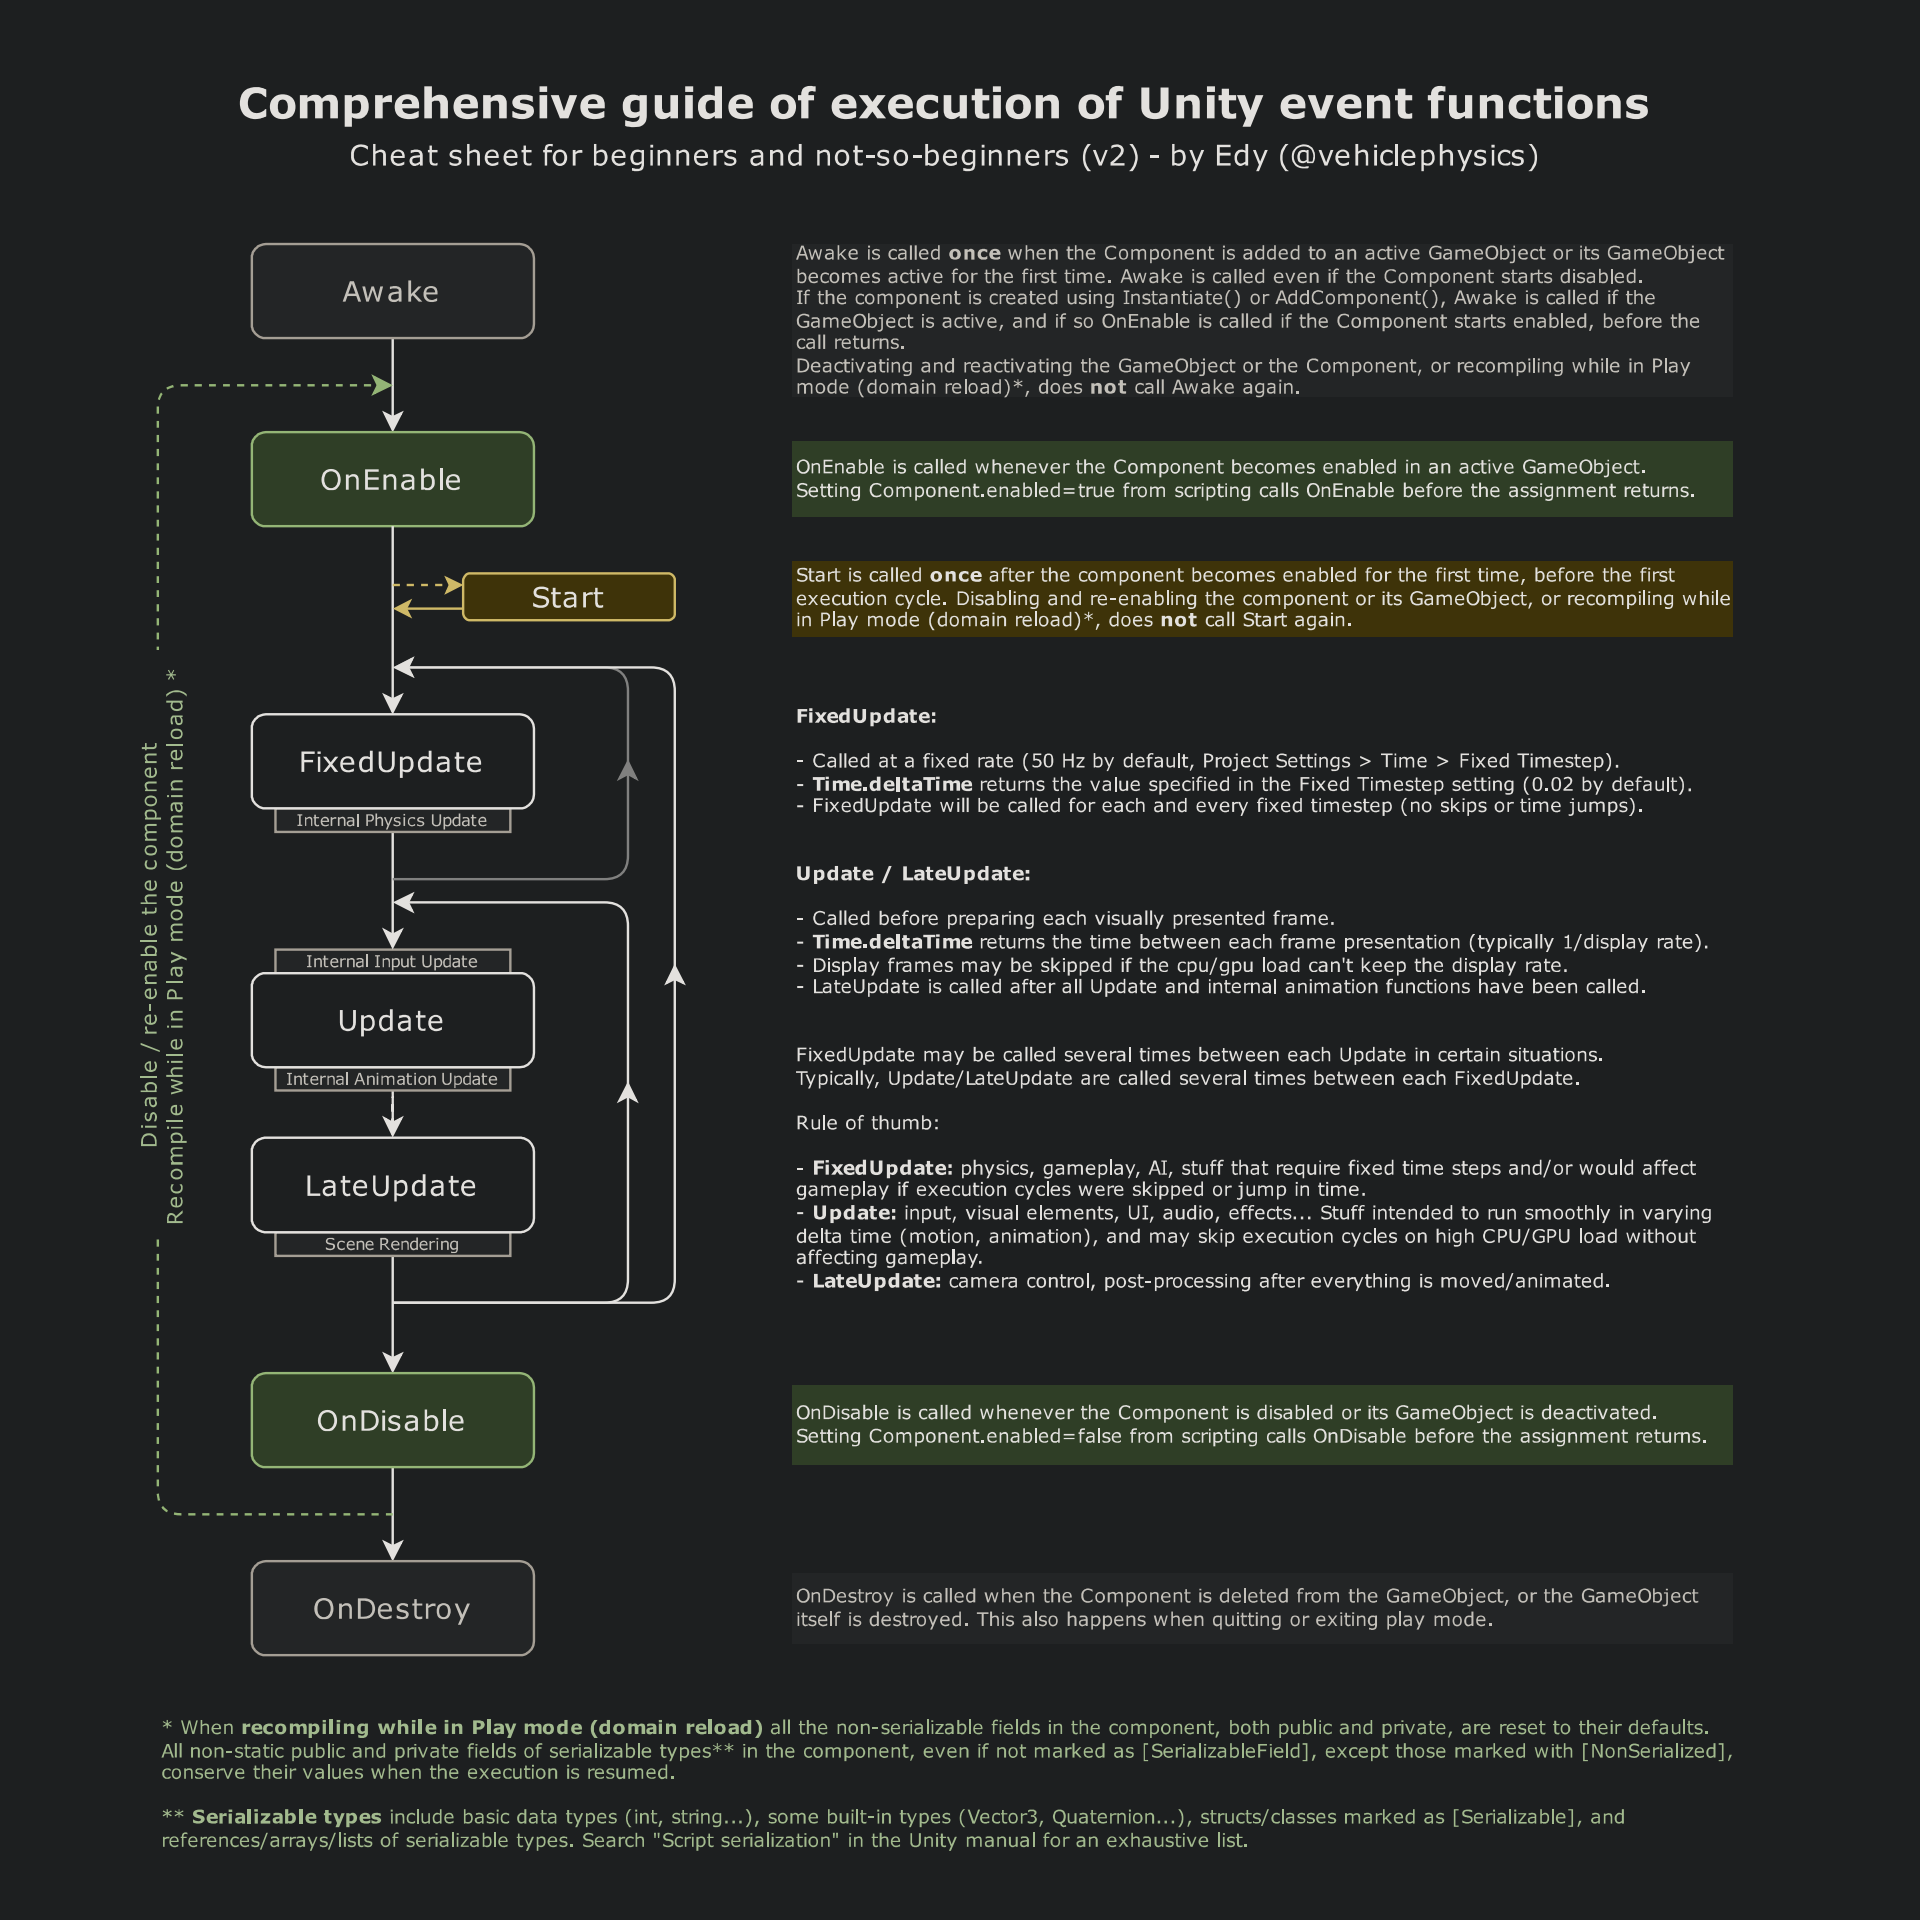 Comprehensive guide of execution of Unity event functions
Cheat sheet for beginners and not-so-beginners (v2) - by Edy (@vehiclephysics)
Awake
Awake is called once when the Component is added to an active GameObject or its GameObject
becomes active for the first time. Awake is called even if the Component starts disabled.
If the component is created using Instantiate() or AddComponent(), Awake is called if the
GameObject is active, and if so OnEnable is called if the Component starts enabled, before the
call returns.
Deactivating and reactivating the GameObject or the Component, or recompiling while in Play
mode (domain reload)*, does not call Awake again.
OnEnable
OnEnable is called whenever the Component becomes enabled in an active GameObject.
Setting Component.enabled=true from scripting calls OnEnable before the assignment returns.
Start
Start is called once after the component becomes enabled for the first time, before the first
execution cycle. Disabling and re-enabling the component or its GameObject, or recompiling while
in Play mode (domain reload)*, does not call Start again.
Disable / re-enable the component
Recompile while in Play mode (domain reload) *
FixedUpdate
Internal Physics Update
FixedUpdate:
- Called at a fixed rate (50 Hz by default, Project Settings > Time > Fixed Timestep).
- Time.deltaTime returns the value specified in the Fixed Timestep setting (0.02 by default).
- FixedUpdate will be called for each and every fixed timestep (no skips or time jumps).
Internal Input Update
Update
Internal Animation Update
LateUpdate
Scene Rendering
Update / LateUpdate:
- Called before preparing each visually presented frame.
- Time.deltaTime returns the time between each frame presentation (typically 1/display rate).
- Display frames may be skipped if the cpu/gpu load can't keep the display rate.
- LateUpdate is called after all Update and internal animation functions have been called.
FixedUpdate may be called several times between each Update in certain situations.
Typically, Update/LateUpdate are called several times between each FixedUpdate.
Rule of thumb:
- FixedUpdate: physics, gameplay, AI, stuff that require fixed time steps and/or would affect
gameplay if execution cycles were skipped or jump in time.
- Update: input, visual elements, UI, audio, effects... Stuff intended to run smoothly in varying
delta time (motion, animation), and may skip execution cycles on high CPU/GPU load without
affecting gameplay.
- LateUpdate: camera control, post-processing after everything is moved/animated.
OnDisable
OnDisable is called whenever the Component is disabled or its GameObject is deactivated.
Setting Component.enabled=false from scripting calls OnDisable before the assignment returns.
OnDestroy
OnDestroy is called when the Component is deleted from the GameObject, or the GameObject
itself is destroyed. This also happens when quitting or exiting play mode.
* When recompiling while in Play mode (domain reload) all the non-serializable fields in the component, both public and private, are reset to their defaults.
All non-static public and private fields of serializable types** in the component, even if not marked as [SerializableField], except those marked with [NonSerialized],
conserve their values when the execution is resumed.
** Serializable types include basic data types (int, string...), some built-in types (Vector3, Quaternion...), structs/classes marked as [Serializable], and
references/arrays/lists of serializable types. Search "Script serialization" in the Unity manual for an exhaustive list.